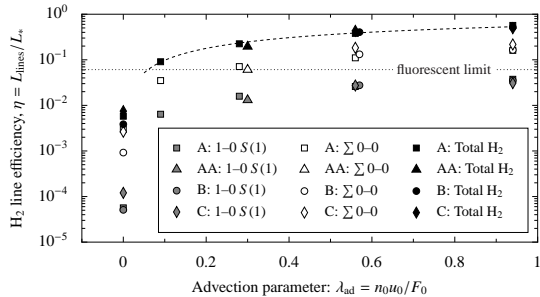 H₂ line efficiency, η = L_lines/L_*
10⁰
10⁻¹
10⁻²
10⁻³
10⁻⁴
10⁻⁵
fluorescent limit
A: 1–0 S(1) A: ∑ 0–0 A: Total H₂
AA: 1–0 S(1) AA: ∑ 0–0 AA: Total H₂
B: 1–0 S(1) B: ∑ 0–0 B: Total H₂
C: 1–0 S(1) C: ∑ 0–0 C: Total H₂
0 0.2 0.4 0.6 0.8 1
Advection parameter: λ_ad = n₀u₀/F₀